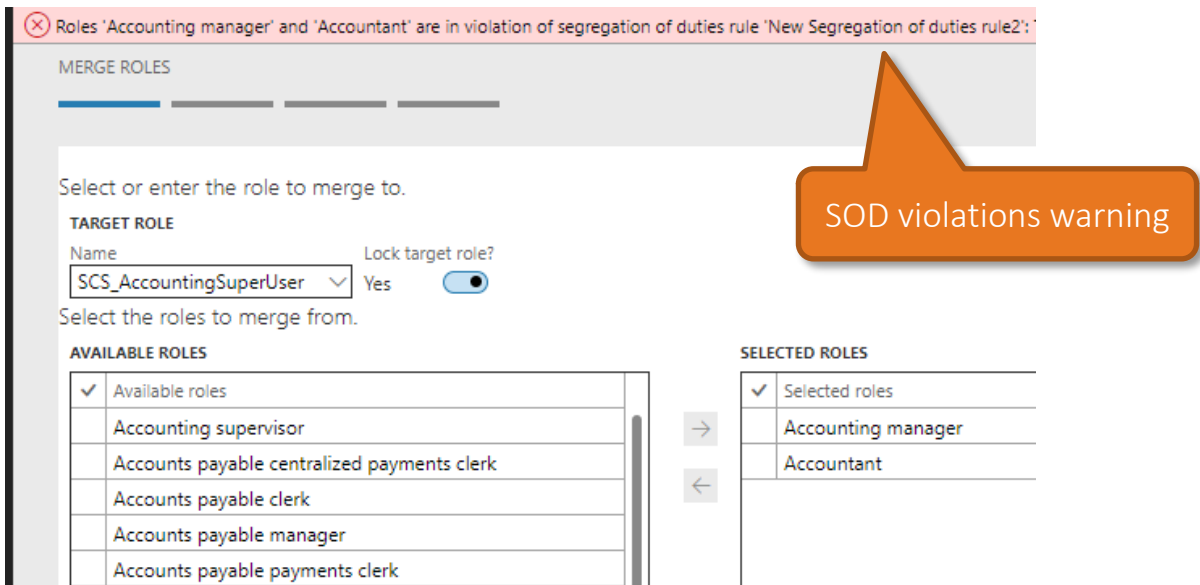 Roles 'Accounting manager' and 'Accountant' are in violation of segregation of duties rule 'New Segregation of duties rule2':
MERGE ROLES
SOD violations warning
Select or enter the role to merge to.
TARGET ROLE
Name Lock target role?
SCS_AccountingSuperUser Yes
Select the roles to merge from.
AVAILABLE ROLES SELECTED ROLES
Available roles Selected roles
Accounting supervisor Accounting manager
Accounts payable centralized payments clerk Accountant
Accounts payable clerk
Accounts payable manager
Accounts payable payments clerk